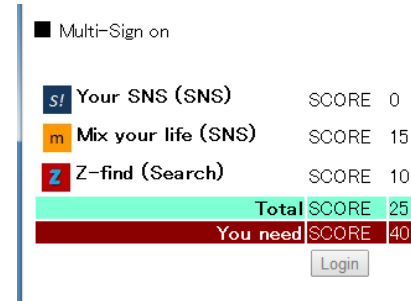 ■ Multi-Sign on
S! Your SNS (SNS) SCORE 0
m Mix your life (SNS) SCORE 15
Z Z-find (Search) SCORE 10
Total SCORE 25
You need SCORE 40
Login